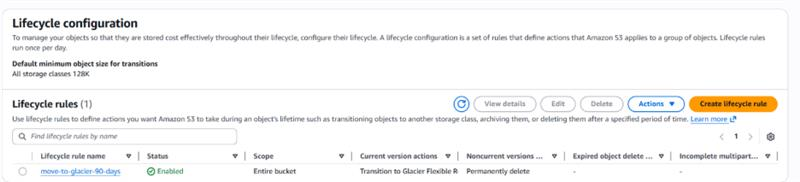 Lifecycle configuration
To manage your objects so that they are stored cost effectively throughout their lifecycle, configure their lifecycle. A lifecycle configuration is a set of rules that define actions that Amazon S3 applies to a group of objects. Lifecycle rules
run once per day.
Default minimum object size for transitions
All storage classes 128K
Lifecycle rules (1)
View details Edit Delete Actions Create lifecycle rule
Use lifecycle rules to define actions you want Amazon S3 to take during an object's lifetime such as transitioning objects to another storage class, archiving them, or deleting them after a specified period of time. Learn more
Find lifecycle rules by name
1
Lifecycle rule name Status Scope Current version actions Noncurrent versions ... Expired object delete ... Incomplete multipart...
move-to-glacier-90-days Enabled Entire bucket Transition to Glacier Flexible R Permanently delete - -